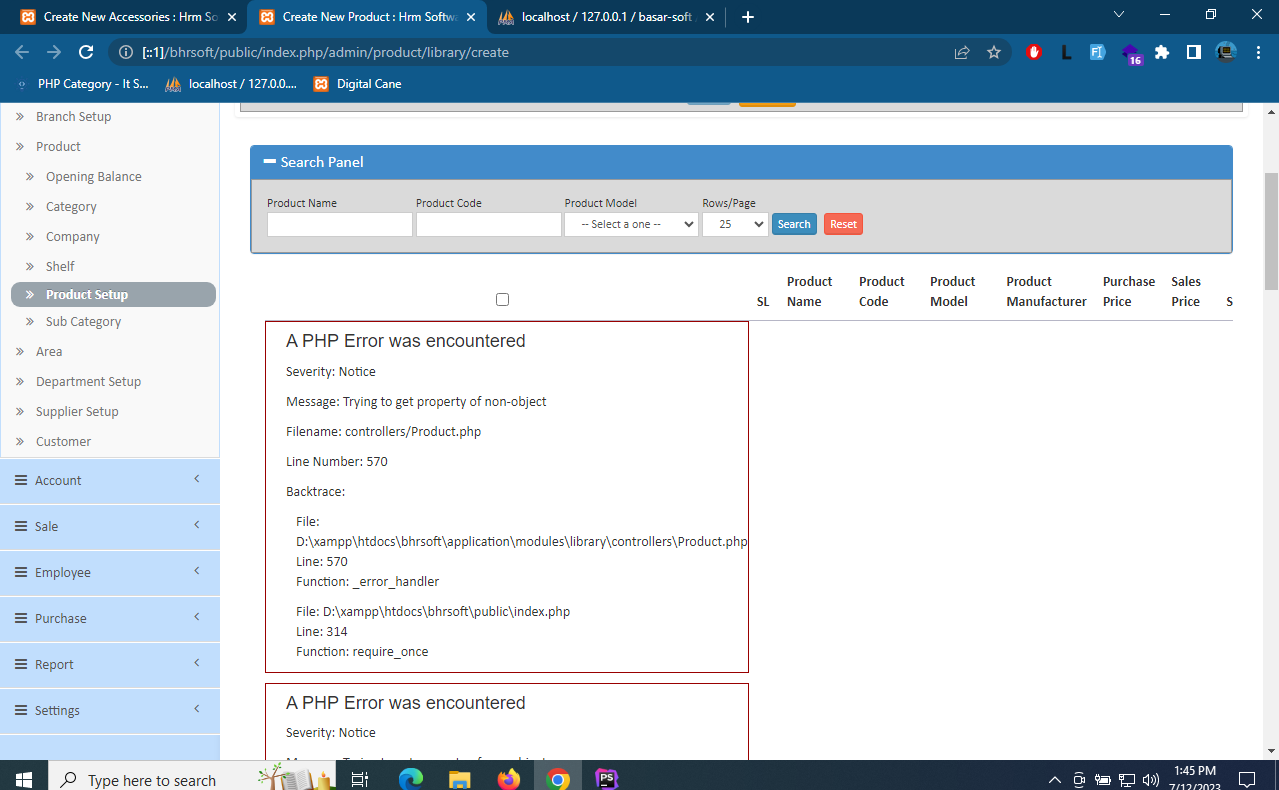 Create New Accessories : Hrm So
Create New Product : Hrm Softwa
localhost / 127.0.0.1 / basar-soft
[::1]/bhrsoft/public/index.php/admin/product/library/create
L
16
PHP Category - It S...
localhost / 127.0.0....
Digital Cane
Branch Setup
Product
Opening Balance
Category
Company
Shelf
Product Setup
Sub Category
Area
Department Setup
Supplier Setup
Customer
Account
Sale
Employee
Purchase
Report
Settings
Search Panel
Product Name
Product Code
Product Model
Rows/Page
-- Select a one --
25
Search
Reset
SL
Product Name
Product Code
Product Model
Product Manufacturer
Purchase Price
Sales Price
S
A PHP Error was encountered
Severity: Notice
Message: Trying to get property of non-object
Filename: controllers/Product.php
Line Number: 570
Backtrace:
File:
D:\xampp\htdocs\bhrsoft\application\modules\library\controllers\Product.php
Line: 570
Function: _error_handler
File: D:\xampp\htdocs\bhrsoft\public\index.php
Line: 314
Function: require_once
A PHP Error was encountered
Severity: Notice
Type here to search
PS
1:45 PM
7/12/2023